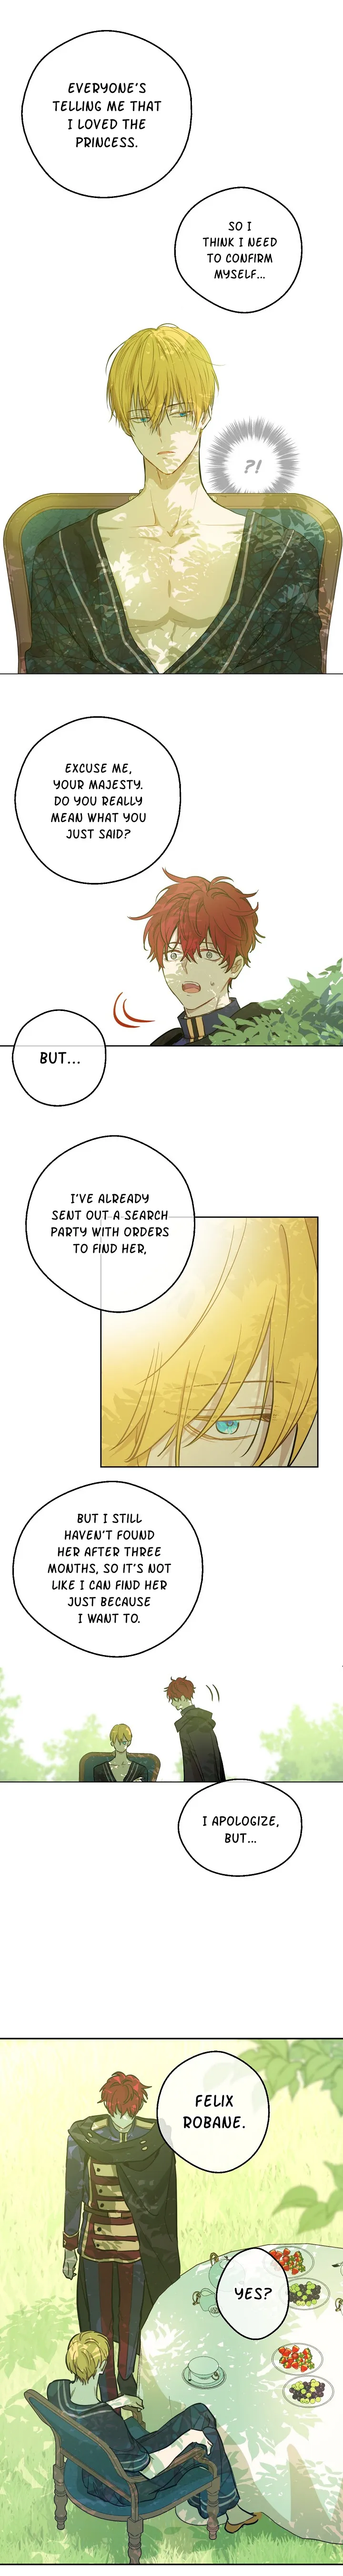 EVERYONE'S
TELLING ME THAT
I LOVED THE
PRINCESS.
SO I
THINK I NEED
TO CONFIRM
MYSELF...
?!
EXCUSE ME,
YOUR MAJESTY.
DO YOU REALLY
MEAN WHAT YOU
JUST SAID?
BUT...
I'VE ALREADY
SENT OUT A SEARCH
PARTY WITH ORDERS
TO FIND HER,
BUT I STILL
HAVEN'T FOUND
HER AFTER THREE
MONTHS, SO IT'S NOT
LIKE I CAN FIND HER
JUST BECAUSE
I WANT TO.
I APOLOGIZE,
BUT...
FELIX
ROBANE.
YES?